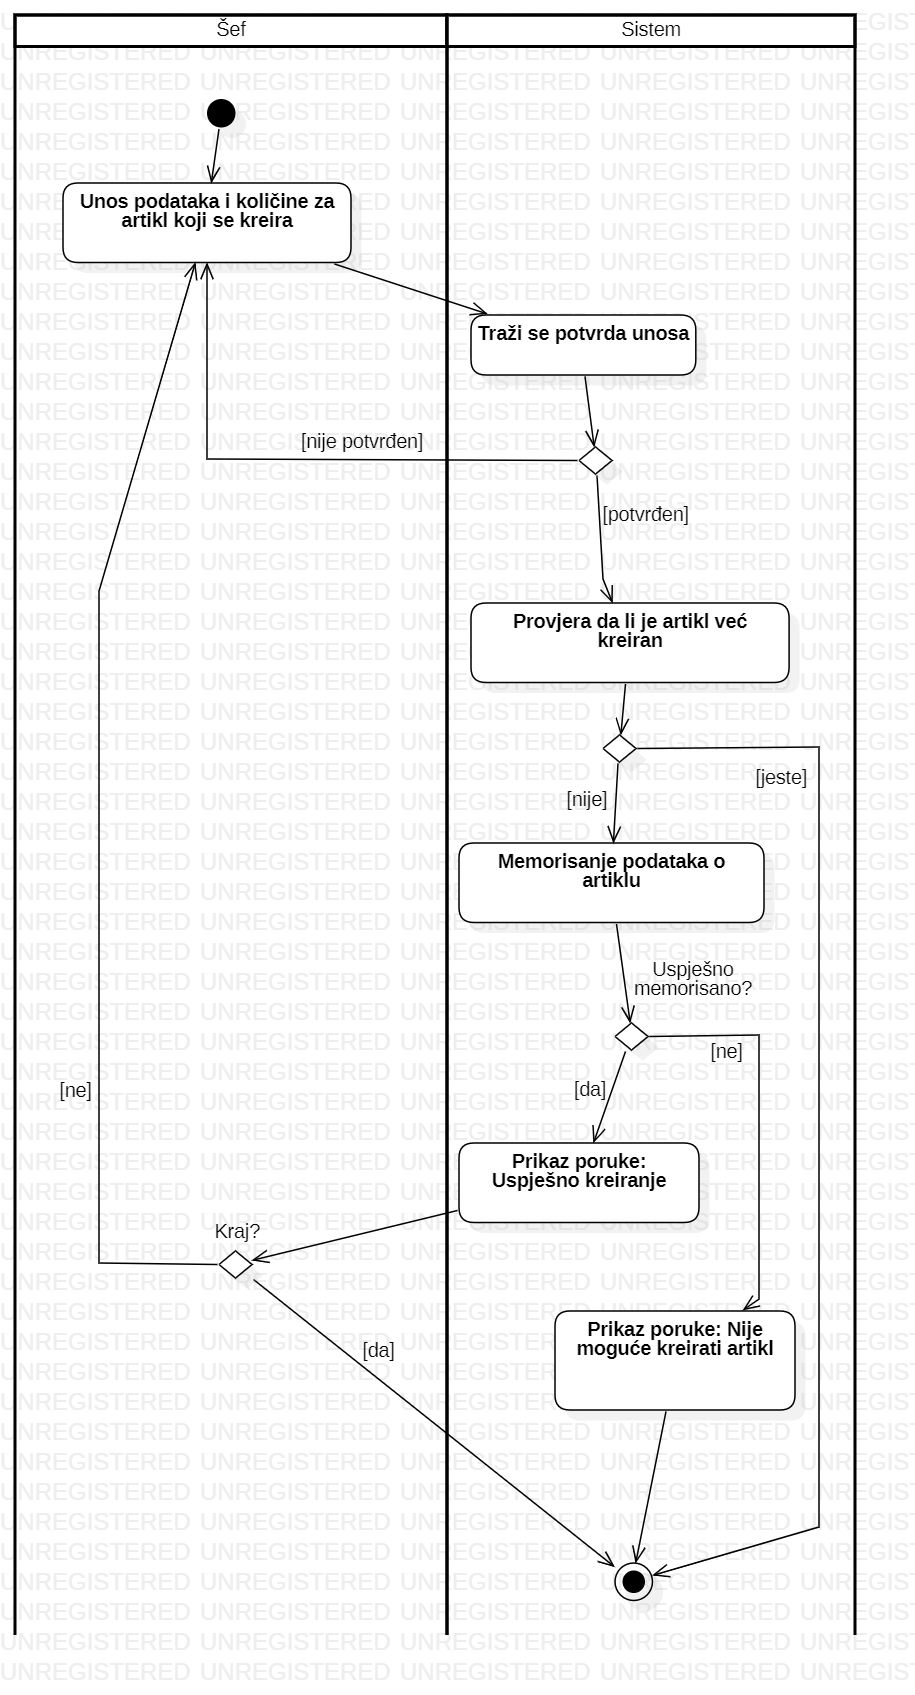 Šef
Sistem
Unos podataka i količine za
artikl koji se kreira
Traži se potvrda unosa
[nije potvrđen]
[potvrđen]
Provjera da li je artikl već
kreiran
[jeste]
[nije]
Memorisanje podataka o
artiklu
Uspješno
memorisano?
[ne]
[da]
[ne]
Prikaz poruke:
Uspješno kreiranje
Kraj?
Prikaz poruke: Nije
moguće kreirati artikl
[da]
UNREGISTERED